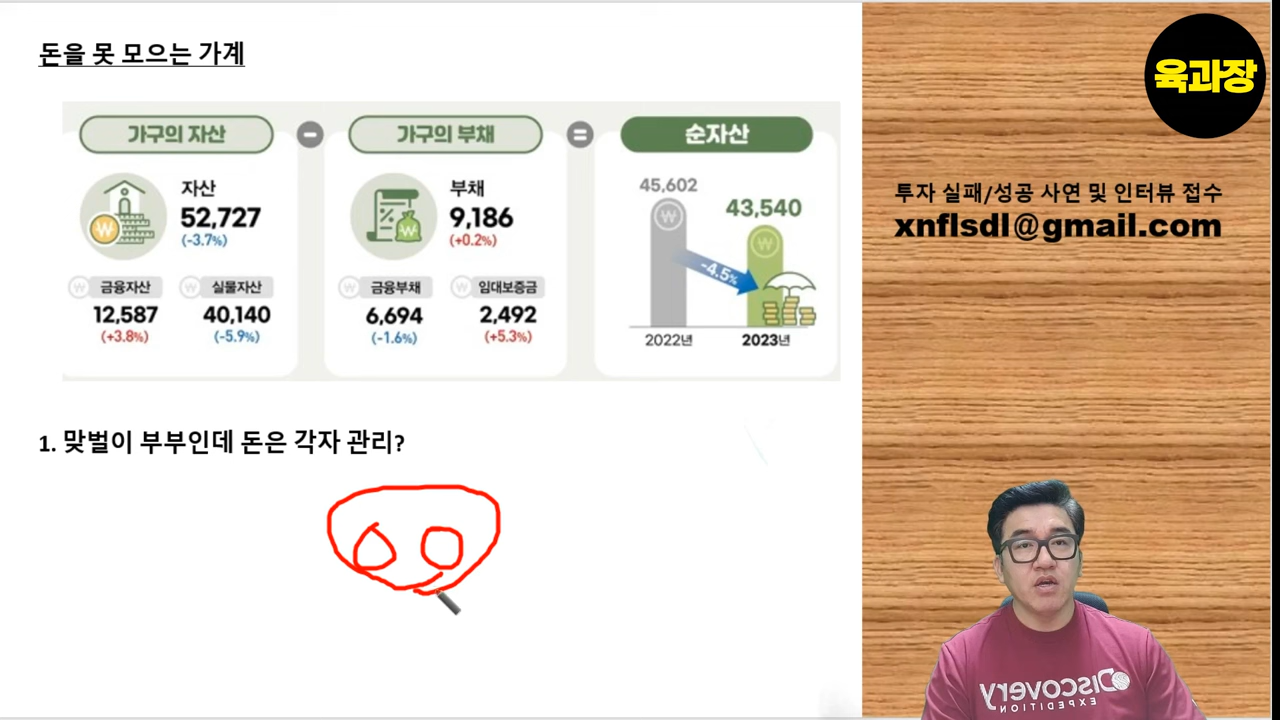 돈을 못 모으는 가계
가구의 자산
가구의 부채
순자산
자산
52,727
(-3.7%)
금융자산
12,587
(+3.8%)
실물자산
40,140
(-5.9%)
부채
9,186
(+0.2%)
금융부채
6,694
(-1.6%)
임대보증금
2,492
(+5.3%)
45,602
43,540
-4.5%
2022년
2023년
1. 맞벌이 부부인데 돈은 각자 관리?
육과장
투자 실패/성공 사연 및 인터뷰 접수
xnflsdl@gmail.com
Discovery
EXPEDITION